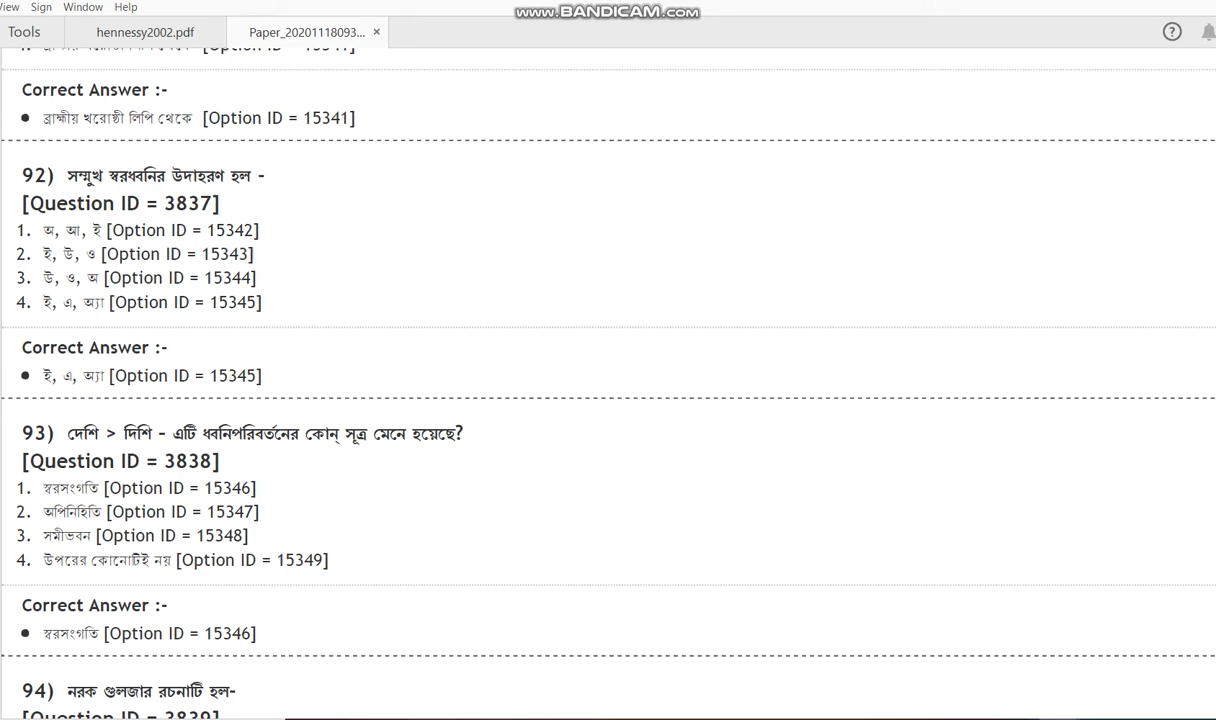 View Sign Window Help
www.BANDICAM.com
Tools hennessy2002.pdf Paper_20201118093... ×
Correct Answer :-
● ব্রাহ্মীয় খরোষ্ঠী লিপি থেকে [Option ID = 15341]
92) সম্মুখ স্বরধ্বনির উদাহরণ হল -
[Question ID = 3837]
1. অ, আ, ই [Option ID = 15342]
2. ই, উ, ও [Option ID = 15343]
3. উ, ও, অ [Option ID = 15344]
4. ই, এ, অ্যা [Option ID = 15345]
Correct Answer :-
● ই, এ, অ্যা [Option ID = 15345]
93) দেশি > দিশি - এটি ধ্বনিপরিবর্তনের কোন্ সূত্র মেনে হয়েছে?
[Question ID = 3838]
1. স্বরসংগতি [Option ID = 15346]
2. অপিনিহিতি [Option ID = 15347]
3. সমীভবন [Option ID = 15348]
4. উপরের কোনোটিই নয় [Option ID = 15349]
Correct Answer :-
● স্বরসংগতি [Option ID = 15346]
94) নরক গুলজার রচনাটি হল-
[Question ID = 3839]